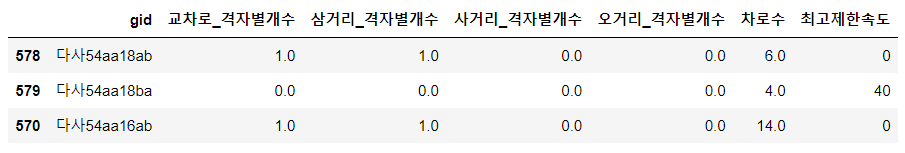 gid 교차로_격자별개수 삼거리_격자별개수 사거리_격자별개수 오거리_격자별개수 차로수 최고제한속도
578 다사54aa18ab 1.0 1.0 0.0 0.0 6.0 0
579 다사54aa18ba 0.0 0.0 0.0 0.0 4.0 40
570 다사54aa16ab 1.0 1.0 0.0 0.0 14.0 0